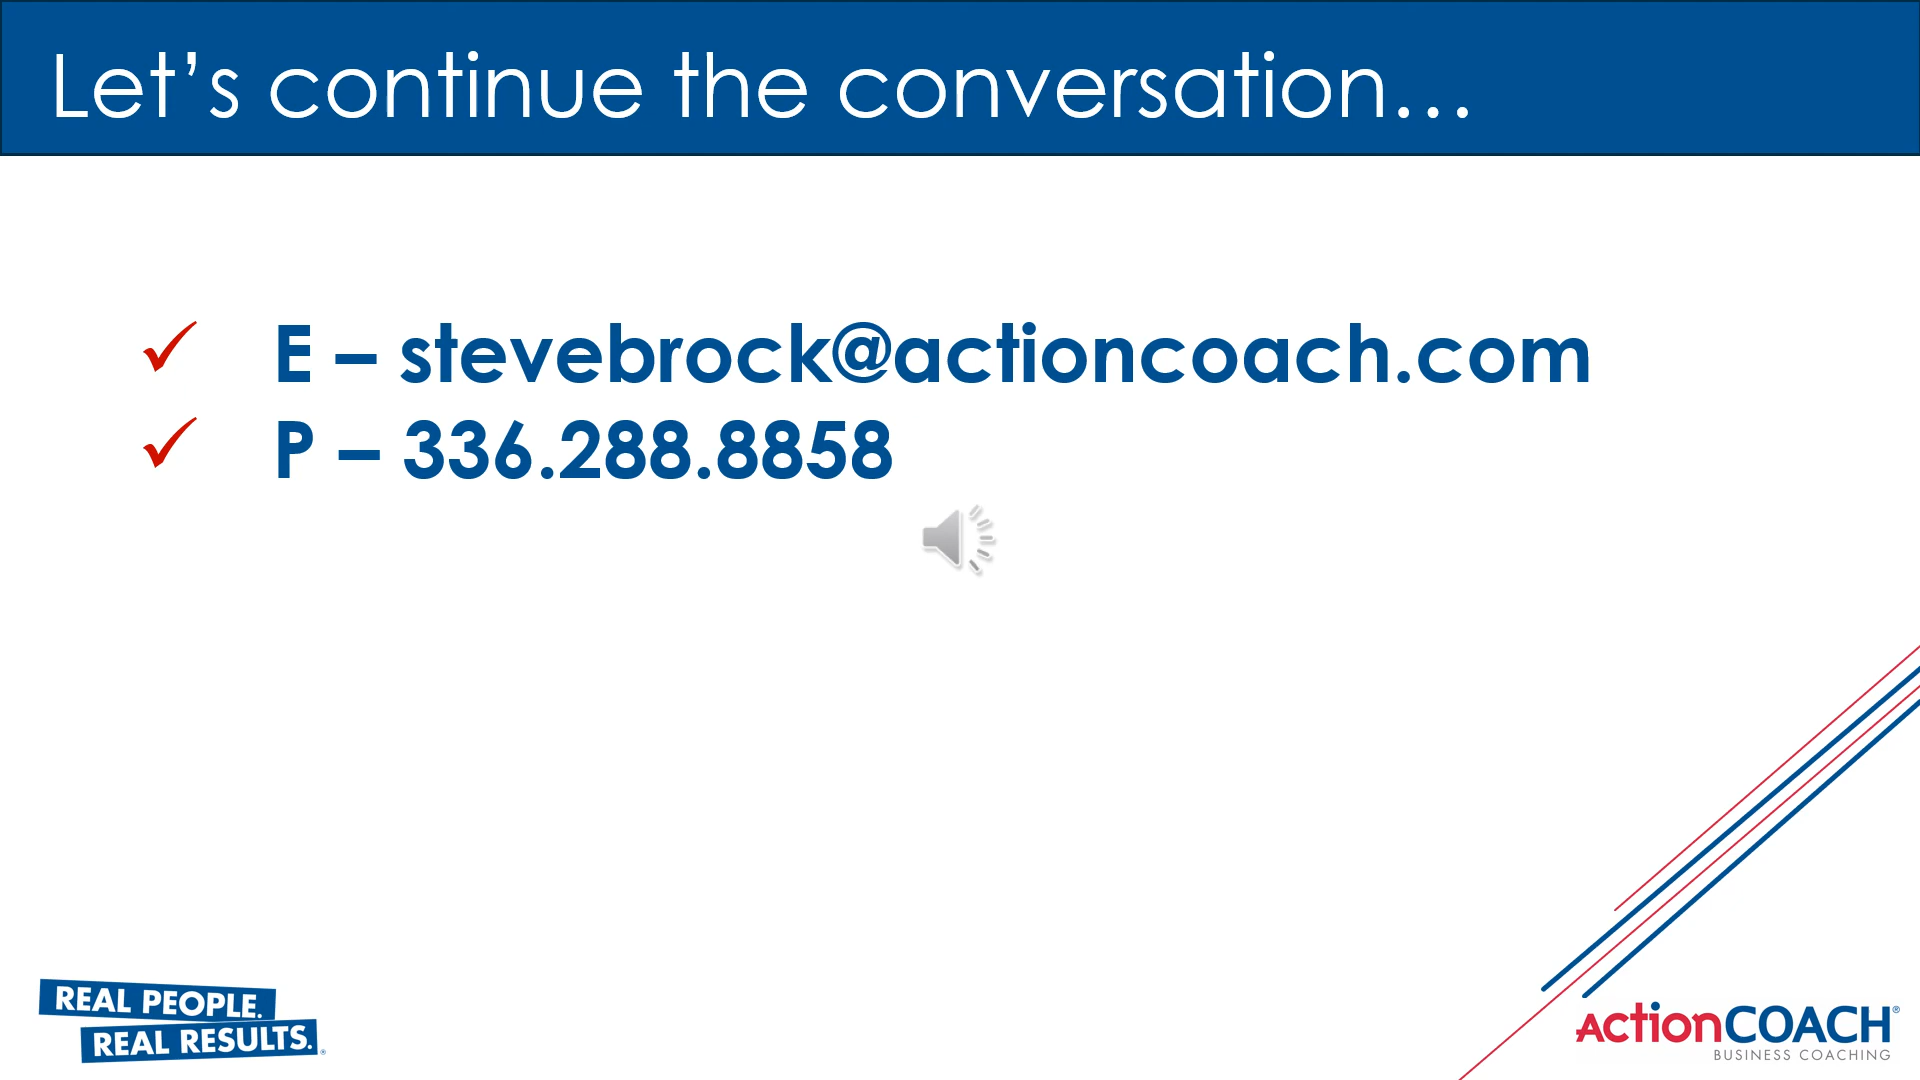 Let’s continue the conversation…
✓ E – stevebrock@actioncoach.com
✓ P – 336.288.8858
REAL PEOPLE.
REAL RESULTS.®
ActionCOACH®
BUSINESS COACHING